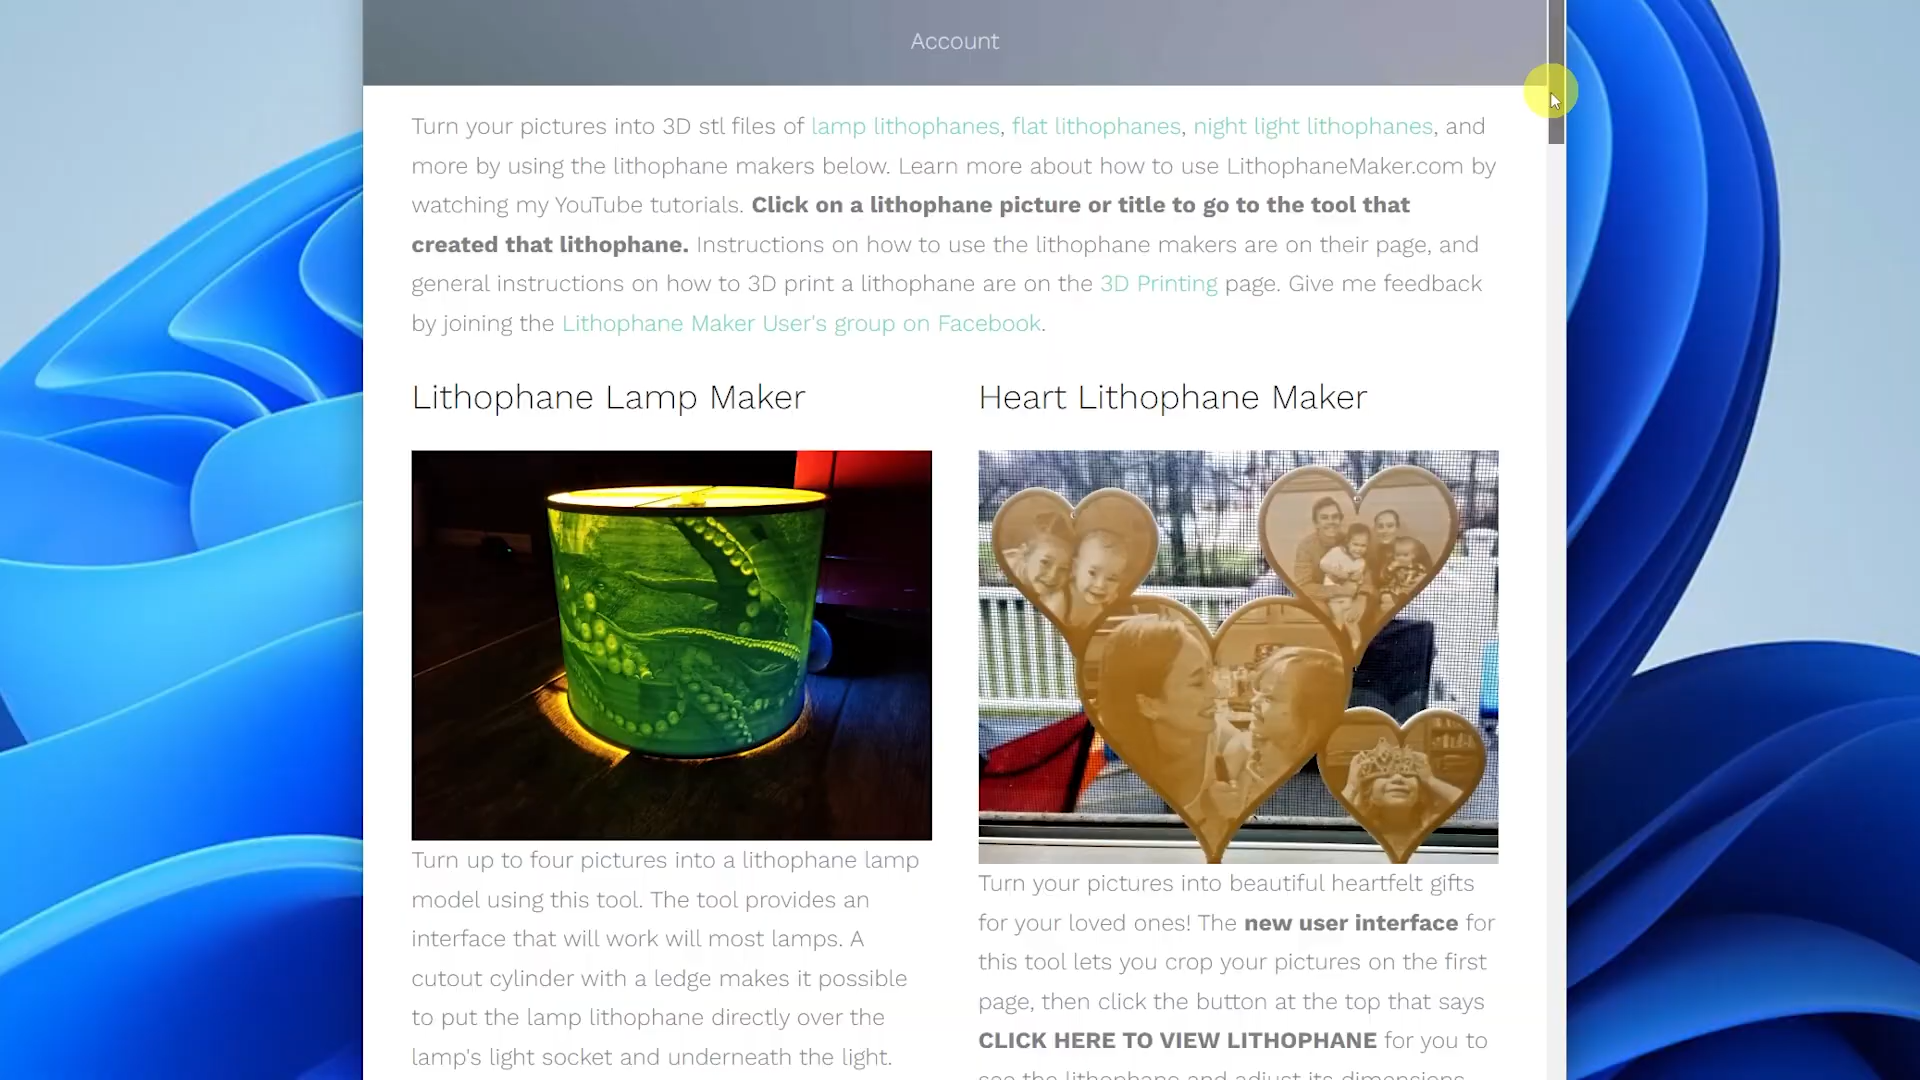 Account
Turn your pictures into 3D stl files of lamp lithophanes, flat lithophanes, night light lithophanes, and
more by using the lithophane makers below. Learn more about how to use LithophaneMaker.com by
watching my YouTube tutorials. Click on a lithophane picture or title to go to the tool that
created that lithophane. Instructions on how to use the lithophane makers are on their page, and
general instructions on how to 3D print a lithophane are on the 3D Printing page. Give me feedback
by joining the Lithophane Maker User's group on Facebook.
Lithophane Lamp Maker
Turn up to four pictures into a lithophane lamp
model using this tool. The tool provides an
interface that will work will most lamps. A
cutout cylinder with a ledge makes it possible
to put the lamp lithophane directly over the
lamp's light socket and underneath the light.
Heart Lithophane Maker
Turn your pictures into beautiful heartfelt gifts
for your loved ones! The new user interface for
this tool lets you crop your pictures on the first
page, then click the button at the top that says
CLICK HERE TO VIEW LITHOPHANE for you to
see the lithophane and adjust its dimensions